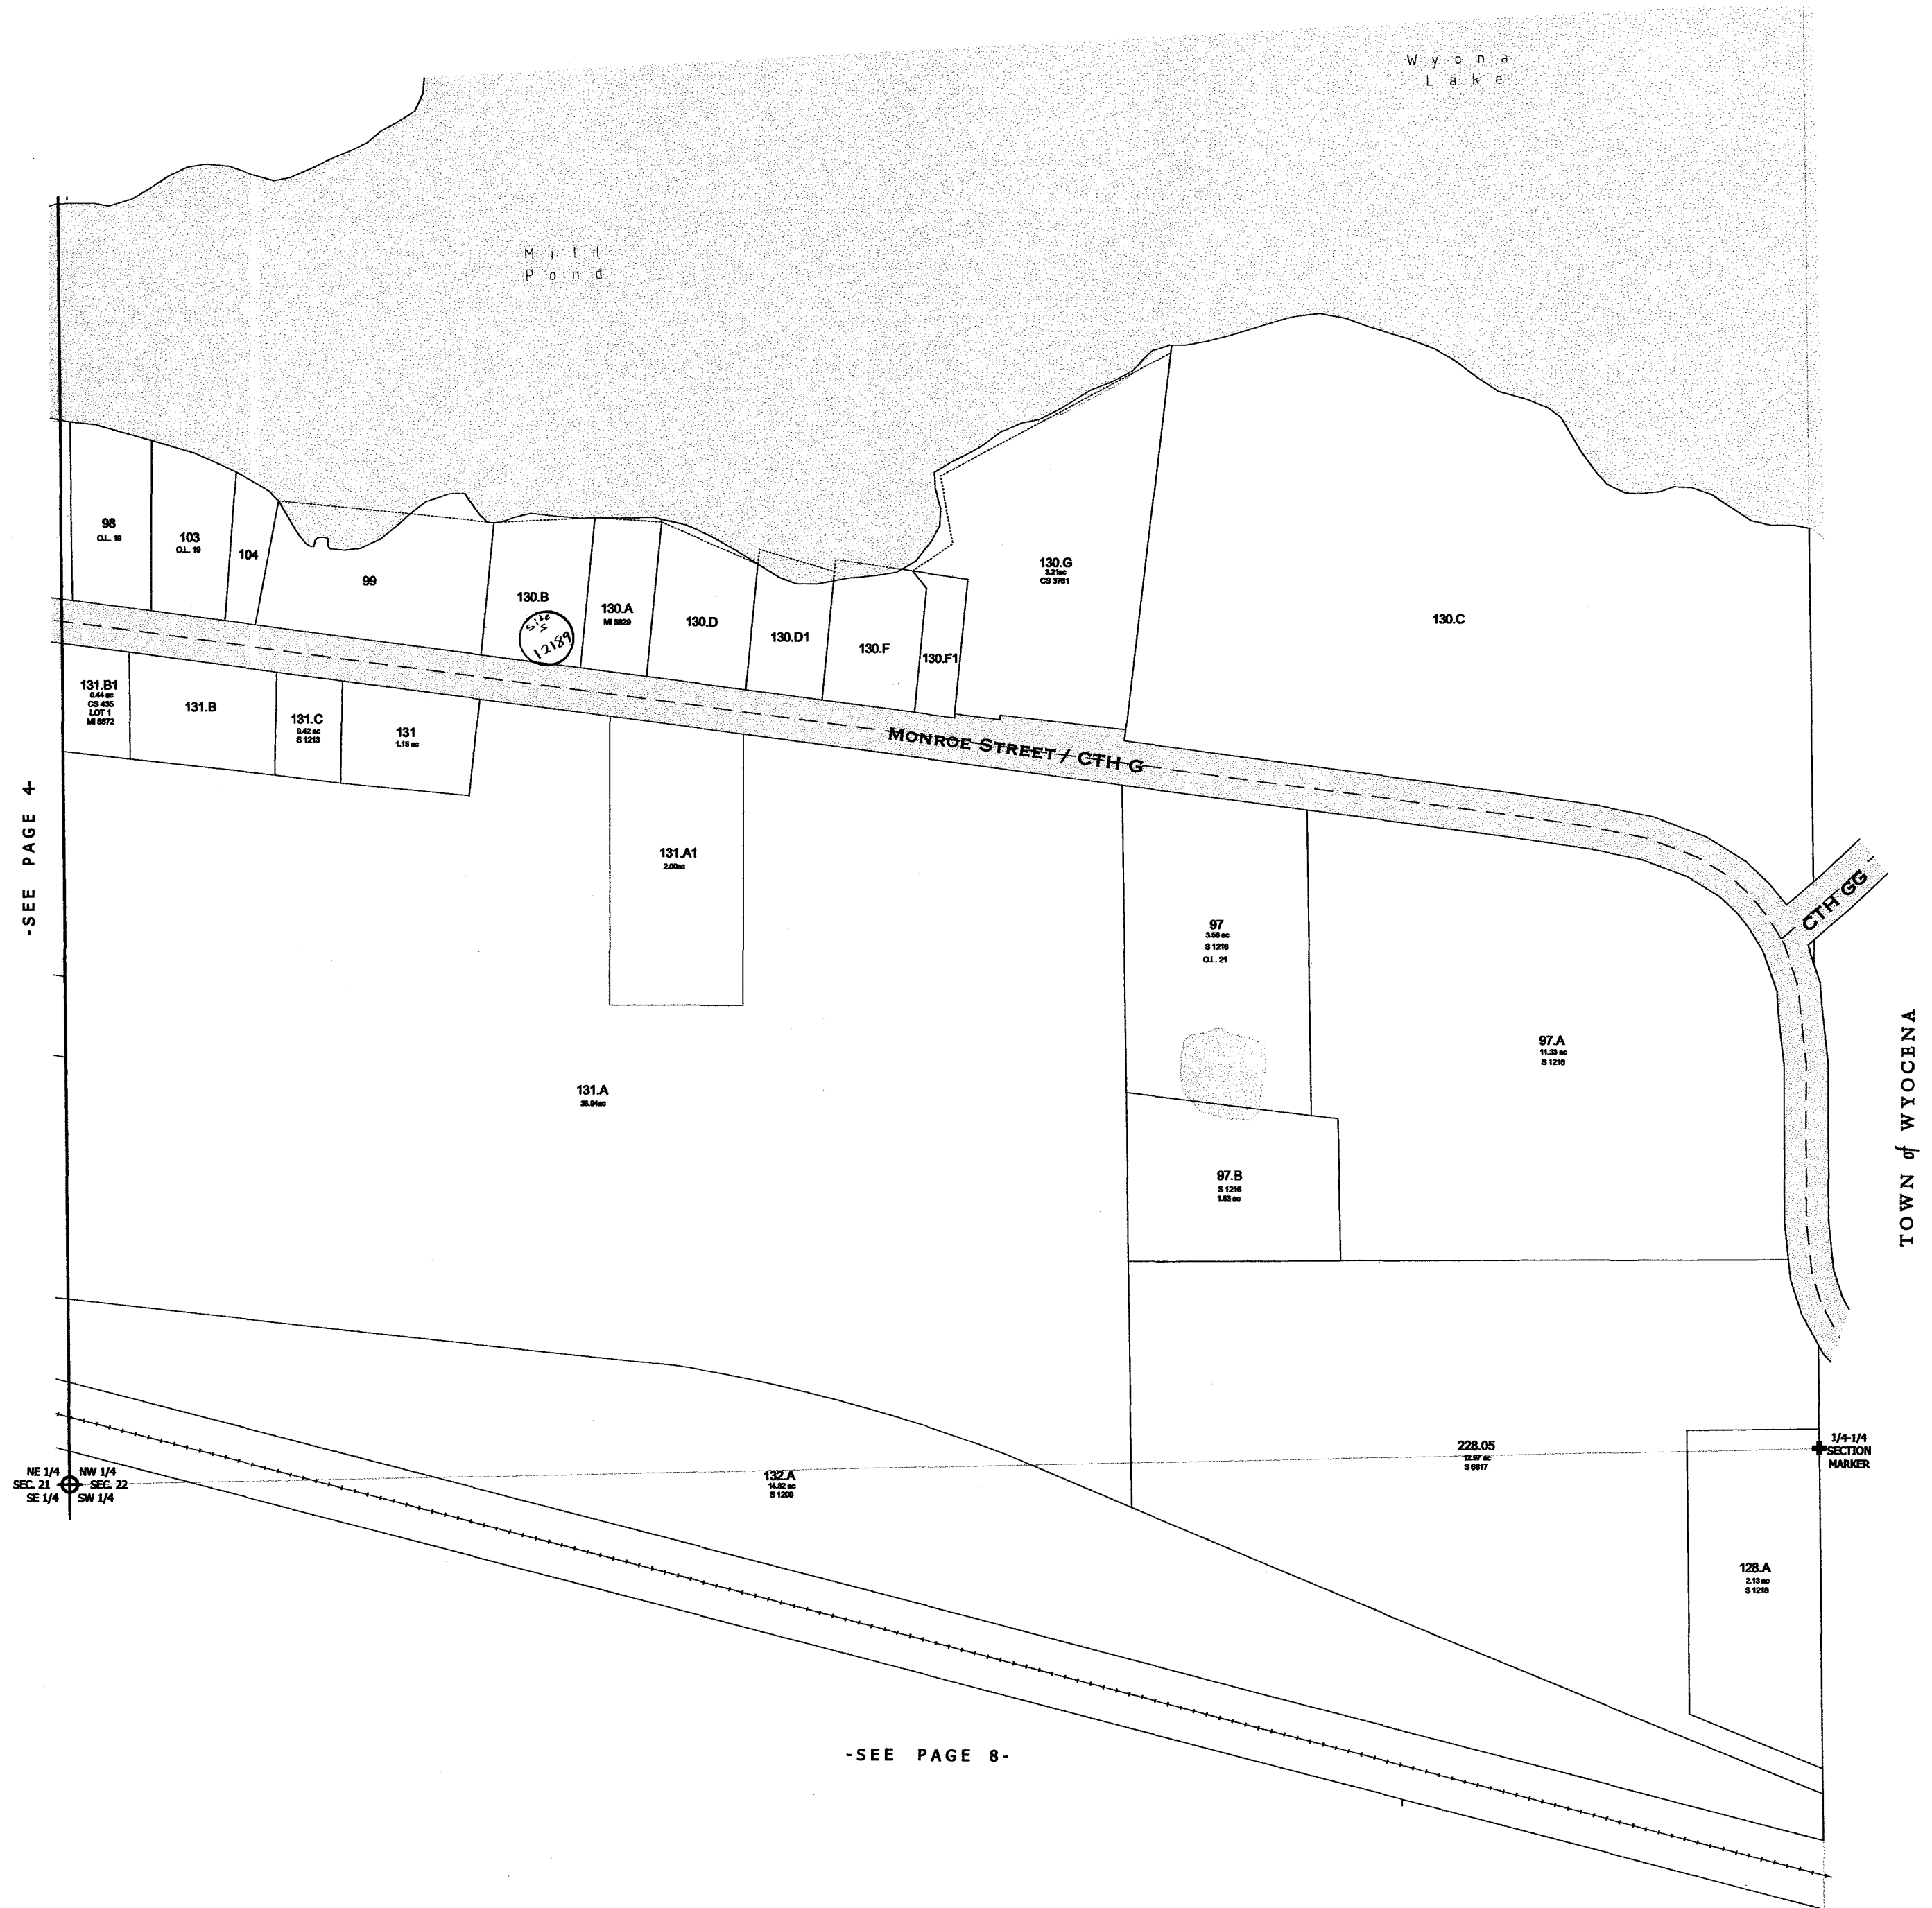 Wyona
Lake
Mill
Pond
98
O.L. 19
103
O.L. 19
104
99
130.B
Site
5
12189
130.A
MI 5829
130.D
130.D1
130.F
130.F1
130.G
3.21ac
CS 3761
130.C
131.B1
0.44 ac
CS 435
LOT 1
MI 8872
131.B
131.C
0.42 ac
S 1213
131
1.15 ac
MONROE STREET / CTH G
CTH GG
-SEE PAGE 4-
131.A1
2.00ac
97
3.58 ac
S 1216
O.L. 21
97.A
11.33 ac
S 1216
TOWN of WYOCENA
131.A
36.94ac
97.B
S 1216
1.63 ac
228.05
12.97 ac
S 6817
1/4-1/4
SECTION
MARKER
NE 1/4 NW 1/4
SEC. 21 SEC. 22
SE 1/4 SW 1/4
132.A
14.82 ac
S 1200
128.A
2.13 ac
S 1218
-SEE PAGE 8-